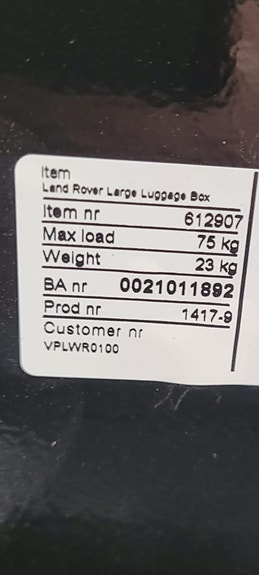 Item
Land Rover Large Luggage Box
Item nr 612907
Max load 75 kg
Weight 23 kg
BA nr 0021011892
Prod nr 1417-9
Customer nr
VPLWR0100